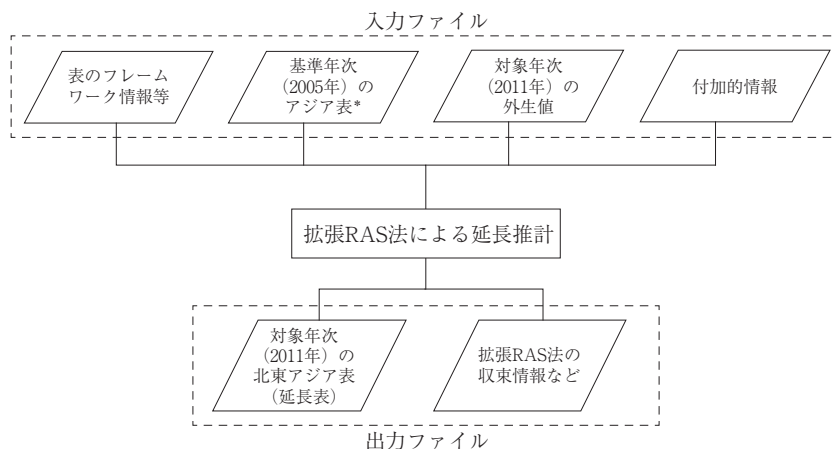 入力ファイル
表のフレーム
ワーク情報等
基準年次
（2005年）の
アジア表*
対象年次
（2011年）の
外生値
付加的情報
拡張RAS法による延長推計
対象年次
（2011年）の
北東アジア表
（延長表）
拡張RAS法の
収束情報など
出力ファイル